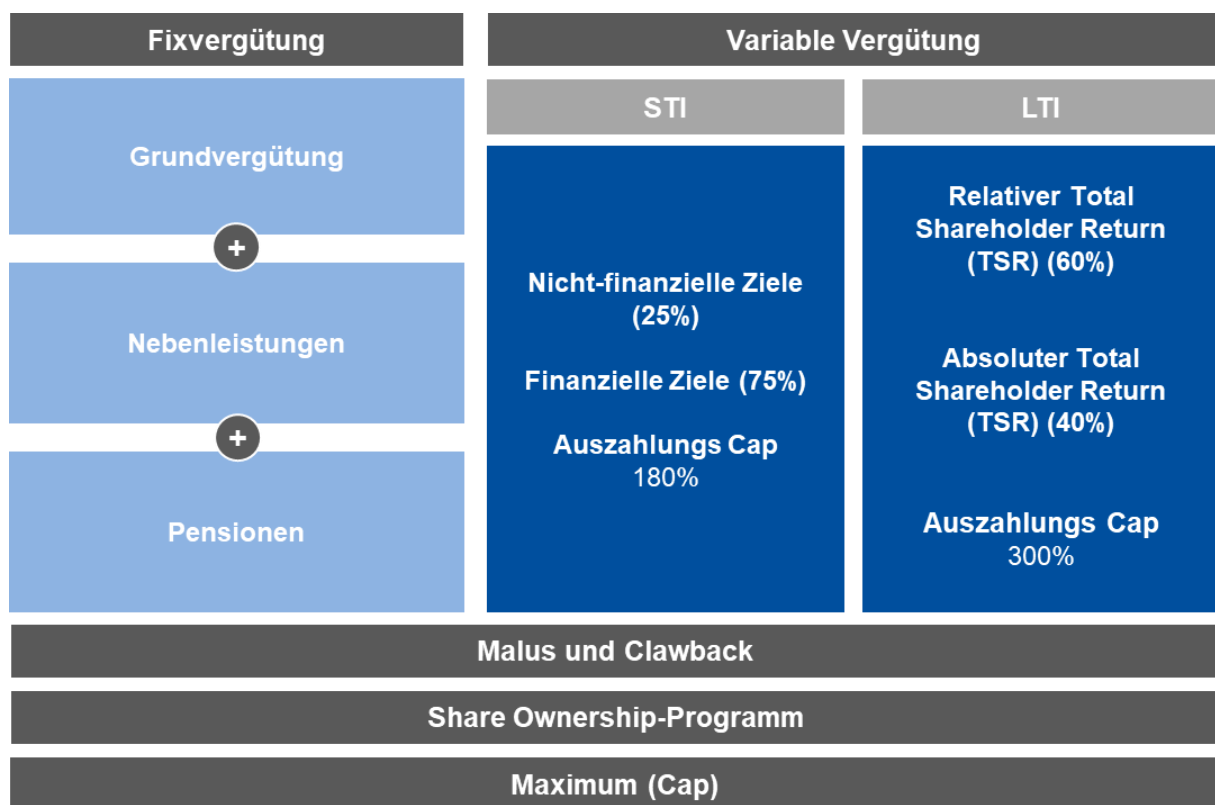 Fixvergütung
Grundvergütung
+
Nebenleistungen
+
Pensionen
Variable Vergütung
STI
Nicht-finanzielle Ziele
(25%)
Finanzielle Ziele (75%)
Auszahlungs Cap
180%
LTI
Relativer Total
Shareholder Return
(TSR) (60%)
Absoluter Total
Shareholder Return
(TSR) (40%)
Auszahlungs Cap
300%
Malus und Clawback
Share Ownership-Programm
Maximum (Cap)